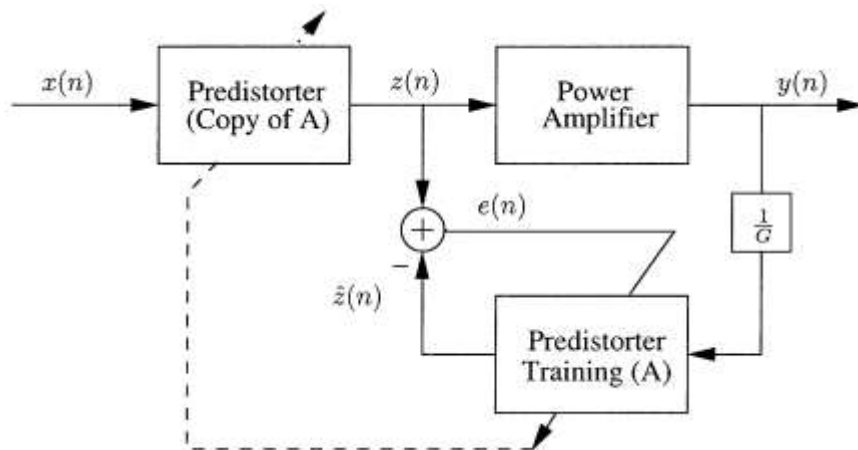 x(n)
Predistorter
(Copy of A)
z(n)
Power
Amplifier
y(n)
+
e(n)
1/G
−
ẑ(n)
Predistorter
Training (A)